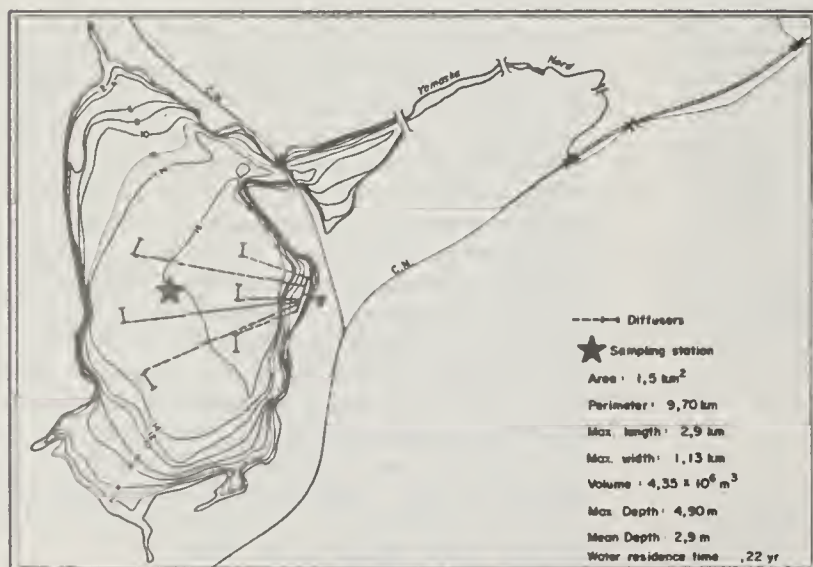 Yamaska
Nord
C.N.
Diffusers
Sampling station
Area : 1,5 km²
Perimeter : 9,70 km
Max. length : 2,9 km
Max. width : 1,13 km
Volume : 4,35 x 10⁶ m³
Max Depth : 4,90 m
Mean Depth : 2,9 m
Water residence time ,22 yr